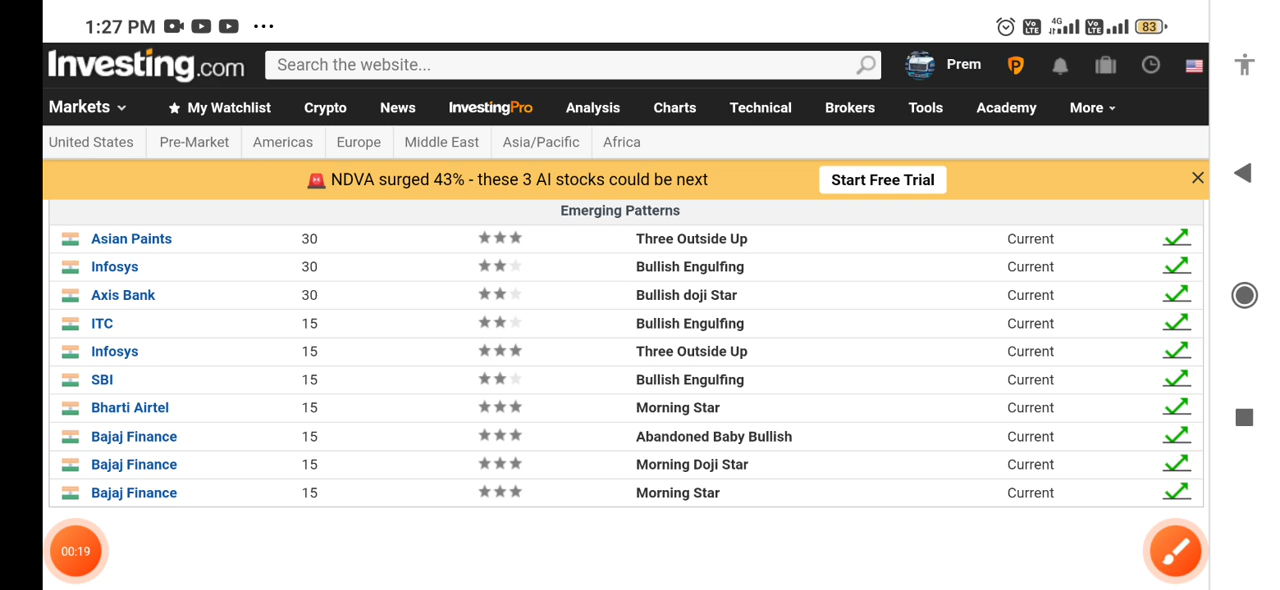 1:27 PM ...
4G 83
Investing.com Search the website... Prem
Markets My Watchlist Crypto News InvestingPro Analysis Charts Technical Brokers Tools Academy More
United States Pre-Market Americas Europe Middle East Asia/Pacific Africa
NDVA surged 43% - these 3 AI stocks could be next Start Free Trial
Emerging Patterns
Asian Paints 30 Three Outside Up Current
Infosys 30 Bullish Engulfing Current
Axis Bank 30 Bullish doji Star Current
ITC 15 Bullish Engulfing Current
Infosys 15 Three Outside Up Current
SBI 15 Bullish Engulfing Current
Bharti Airtel 15 Morning Star Current
Bajaj Finance 15 Abandoned Baby Bullish Current
Bajaj Finance 15 Morning Doji Star Current
Bajaj Finance 15 Morning Star Current
00:19